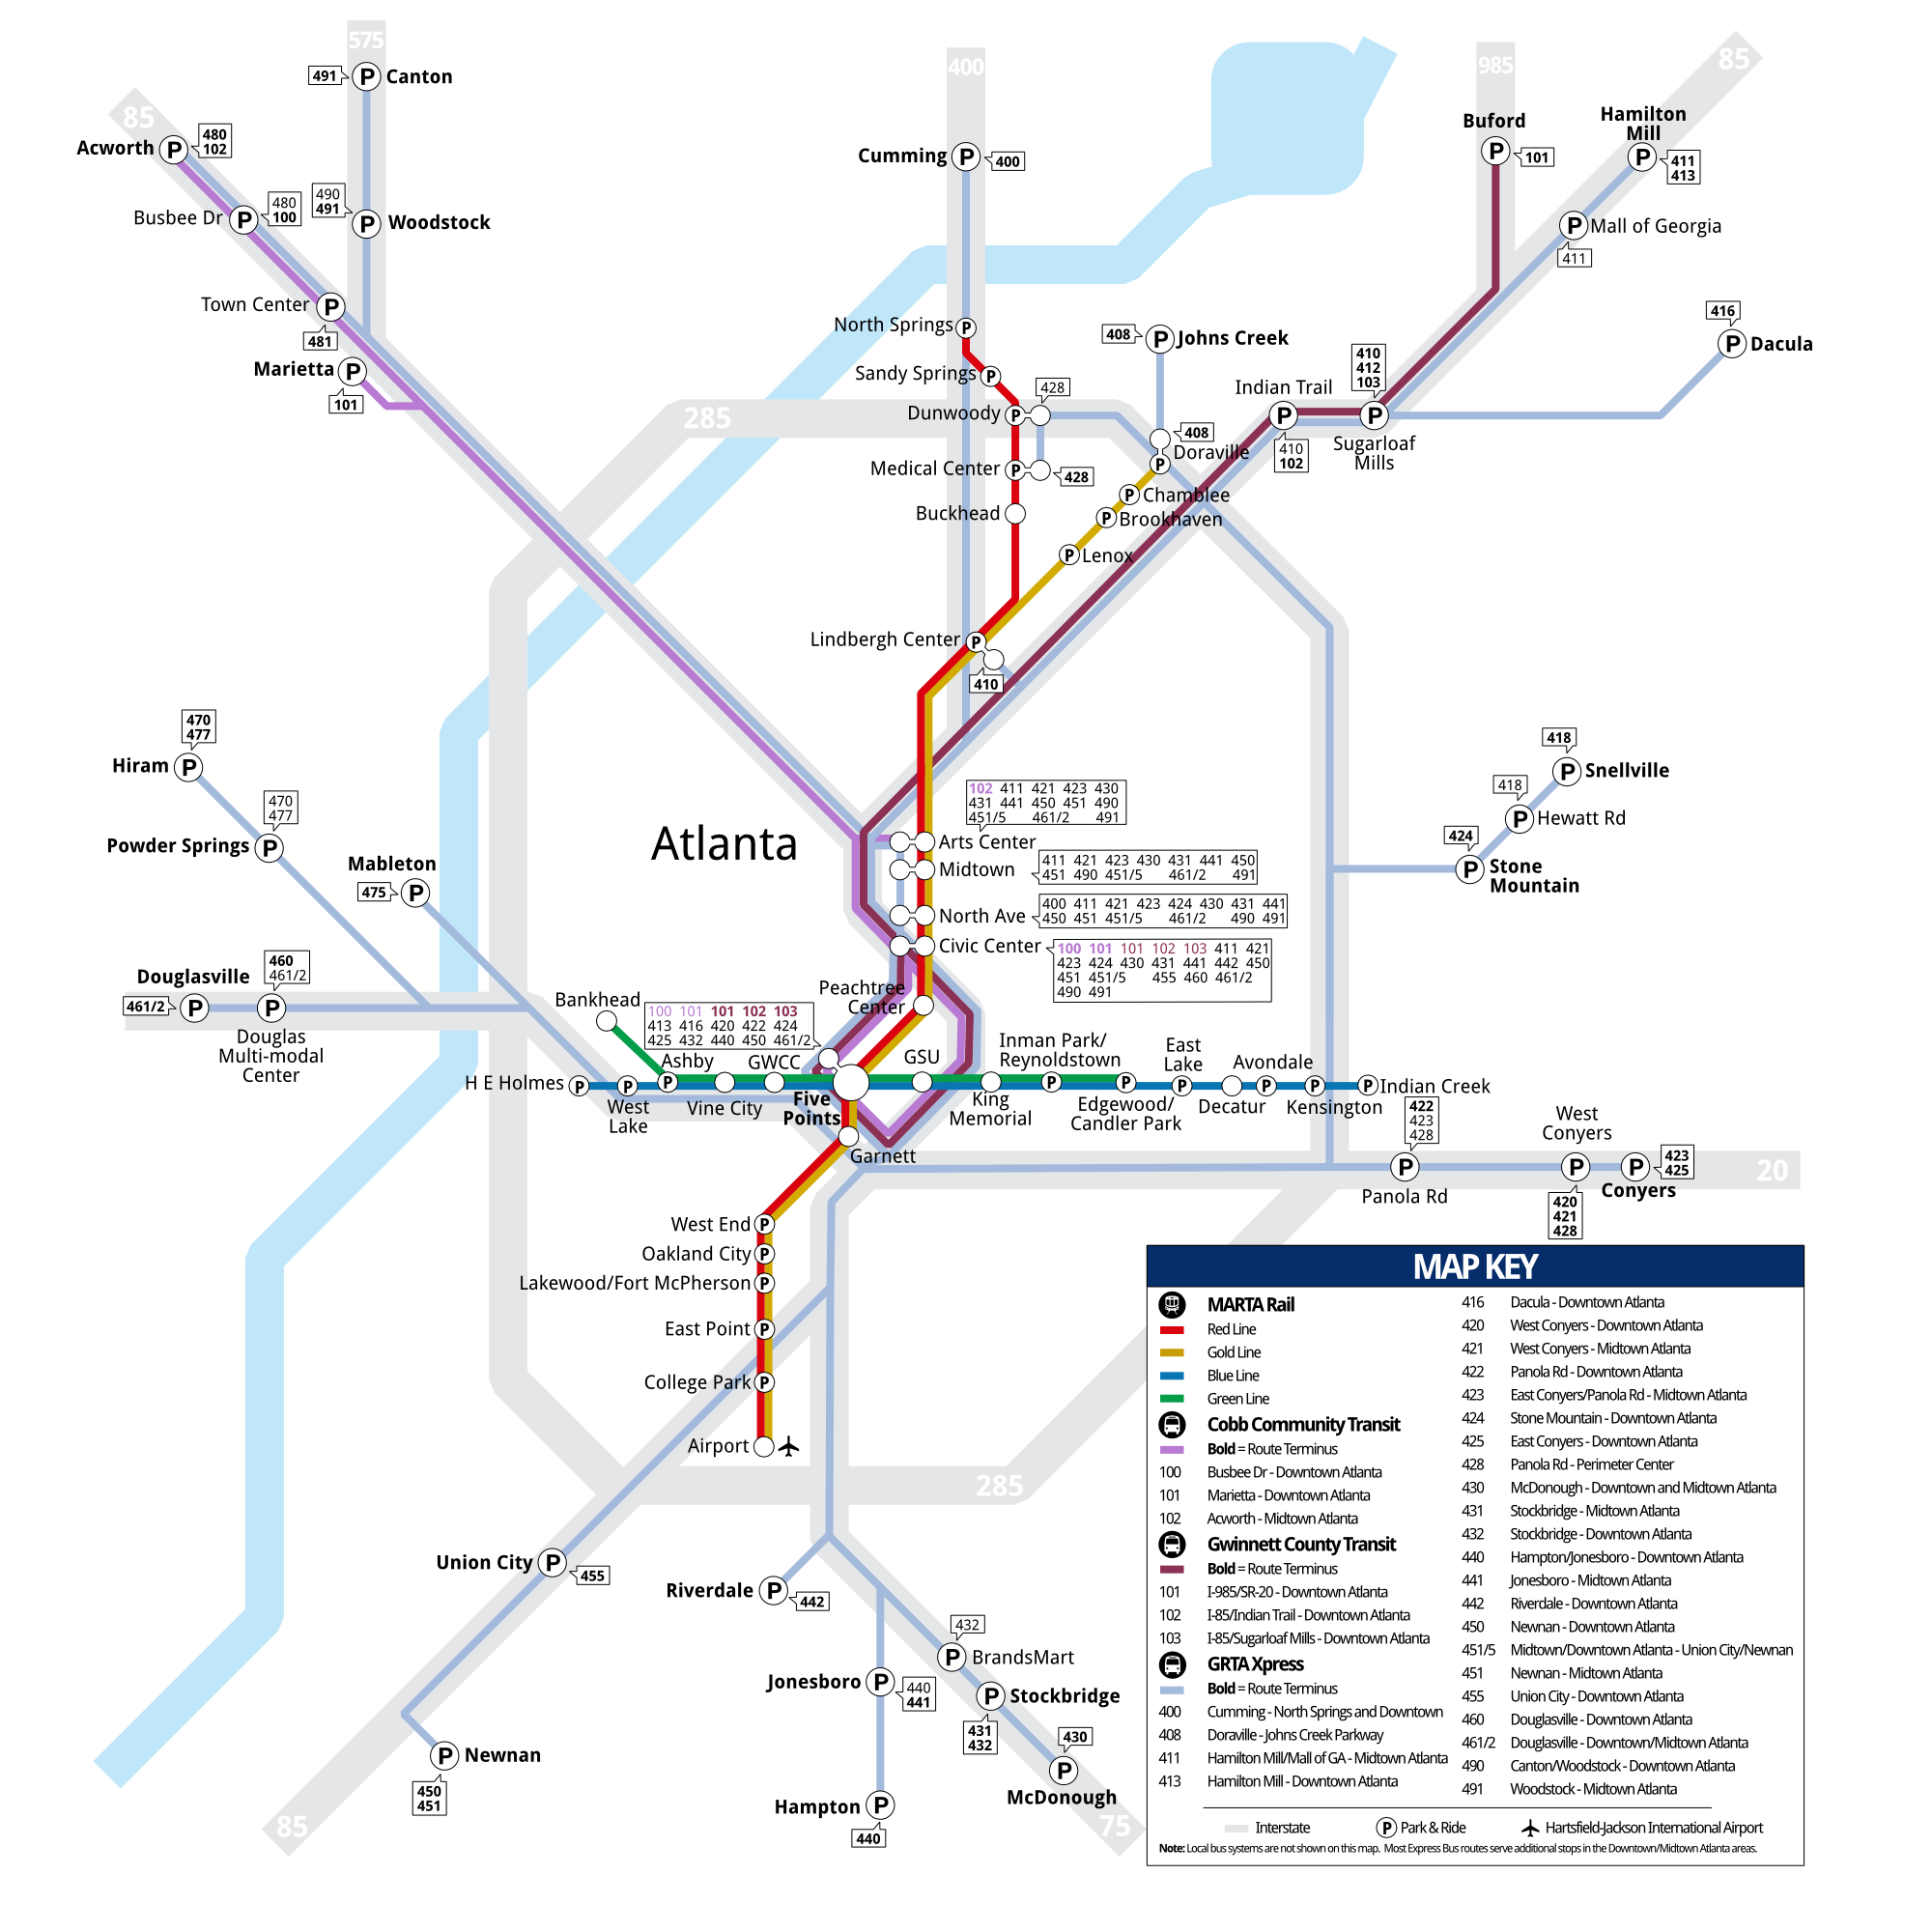 575
491
Canton
400
985
85
85
Acworth
480
102
Busbee Dr
480
100
490
491
Woodstock
Cumming
400
Buford
101
Hamilton
Mill
411
413
Mall of Georgia
411
Town Center
481
Marietta
101
285
North Springs
Sandy Springs
Dunwoody
428
Medical Center
428
Buckhead
408
Johns Creek
408
Doraville
Chamblee
Brookhaven
Lenox
Indian Trail
410
102
410
412
103
Sugarloaf
Mills
416
Dacula
Lindbergh Center
410
470
477
Hiram
470
477
Powder Springs
Mableton
475
Atlanta
418
Snellville
418
Hewatt Rd
424
Stone
Mountain
102 411 421 423 430
431 441 450 451 490
451/5 461/2 491
Arts Center
Midtown
411 421 423 430 431 441 450
451 490 451/5 461/2 491
North Ave
400 411 421 423 424 430 431 441
450 451 451/5 461/2 490 491
Civic Center
100 101 101 102 103 411 421
423 424 430 431 441 442 450
451 451/5 455 460 461/2
490 491
Peachtree
Center
Douglasville
461/2
460
461/2
Douglas
Multi-modal
Center
Bankhead
100 101 101 102 103
413 416 420 422 424
425 432 440 450 461/2
H E Holmes
West
Lake
Ashby
Vine City
GWCC
Five
Points
GSU
King
Memorial
Inman Park/
Reynoldstown
Edgewood/
Candler Park
East
Lake
Decatur
Avondale
Kensington
Indian Creek
Garnett
422
423
428
Panola Rd
West
Conyers
420
421
428
Conyers
423
425
20
West End
Oakland City
Lakewood/Fort McPherson
East Point
College Park
Airport
285
Union City
455
Riverdale
442
432
BrandsMart
Jonesboro
440
441
Stockbridge
431
432
430
McDonough
Newnan
450
451
Hampton
440
85
75
MAP KEY
MARTA Rail
Red Line
Gold Line
Blue Line
Green Line
Cobb Community Transit
Bold = Route Terminus
100 Busbee Dr - Downtown Atlanta
101 Marietta - Downtown Atlanta
102 Acworth - Midtown Atlanta
Gwinnett County Transit
Bold = Route Terminus
101 I-985/SR-20 - Downtown Atlanta
102 I-85/Indian Trail - Downtown Atlanta
103 I-85/Sugarloaf Mills - Downtown Atlanta
GRTA Xpress
Bold = Route Terminus
400 Cumming - North Springs and Downtown
408 Doraville - Johns Creek Parkway
411 Hamilton Mill/Mall of GA - Midtown Atlanta
413 Hamilton Mill - Downtown Atlanta
416 Dacula - Downtown Atlanta
420 West Conyers - Downtown Atlanta
421 West Conyers - Midtown Atlanta
422 Panola Rd - Downtown Atlanta
423 East Conyers/Panola Rd - Midtown Atlanta
424 Stone Mountain - Downtown Atlanta
425 East Conyers - Downtown Atlanta
428 Panola Rd - Perimeter Center
430 McDonough - Downtown and Midtown Atlanta
431 Stockbridge - Midtown Atlanta
432 Stockbridge - Downtown Atlanta
440 Hampton/Jonesboro - Downtown Atlanta
441 Jonesboro - Midtown Atlanta
442 Riverdale - Downtown Atlanta
450 Newnan - Downtown Atlanta
451/5 Midtown/Downtown Atlanta - Union City/Newnan
451 Newnan - Midtown Atlanta
455 Union City - Downtown Atlanta
460 Douglasville - Downtown Atlanta
461/2 Douglasville - Downtown/Midtown Atlanta
490 Canton/Woodstock - Downtown Atlanta
491 Woodstock - Midtown Atlanta
Interstate
P Park & Ride
Hartsfield-Jackson International Airport
Note: Local bus systems are not shown on this map. Most Express Bus routes serve additional stops in the Downtown/Midtown Atlanta areas.